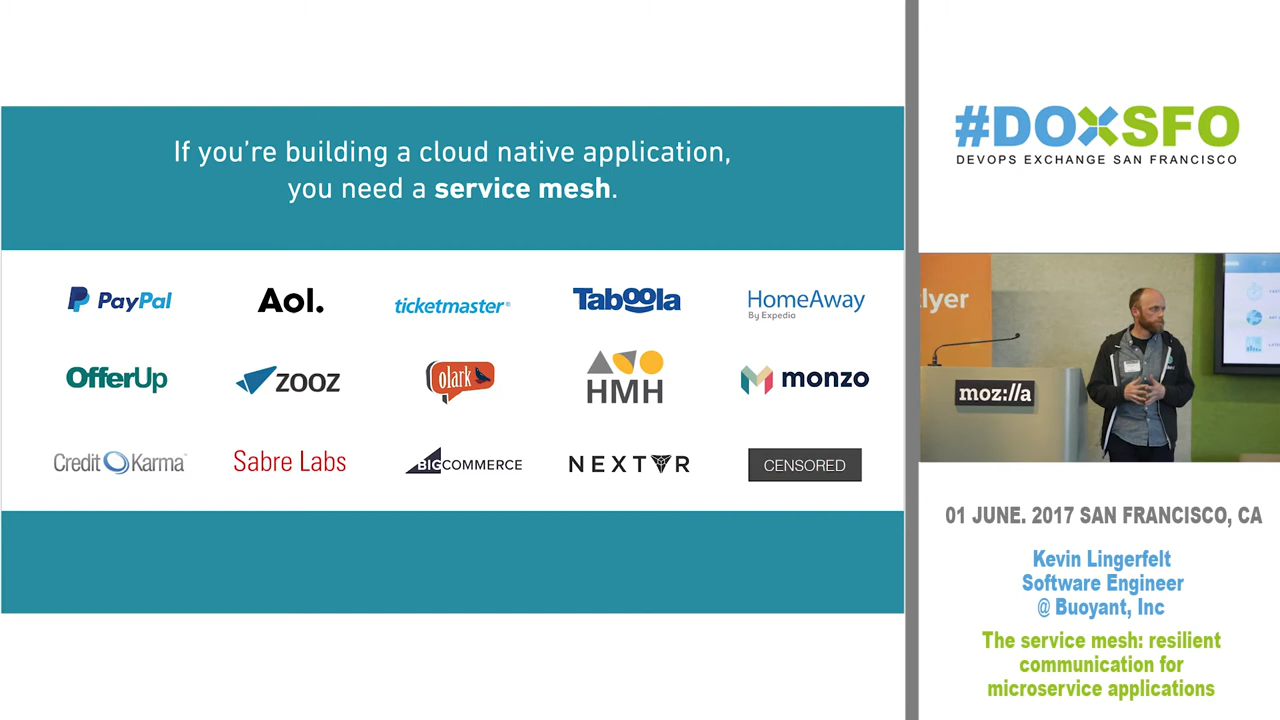 If you're building a cloud native application,
you need a service mesh.
PayPal
Aol.
ticketmaster®
Taboola
HomeAway
By Expedia
OfferUp
ZOOZ
olark
HMH
monzo
Credit Karma
Sabre Labs
BIGCOMMERCE
NEXTVR
CENSORED
#DOXSFO
DEVOPS EXCHANGE SAN FRANCISCO
lyer
moz://a
01 JUNE. 2017 SAN FRANCISCO, CA
Kevin Lingerfelt
Software Engineer
@ Buoyant, Inc
The service mesh: resilient
communication for
microservice applications